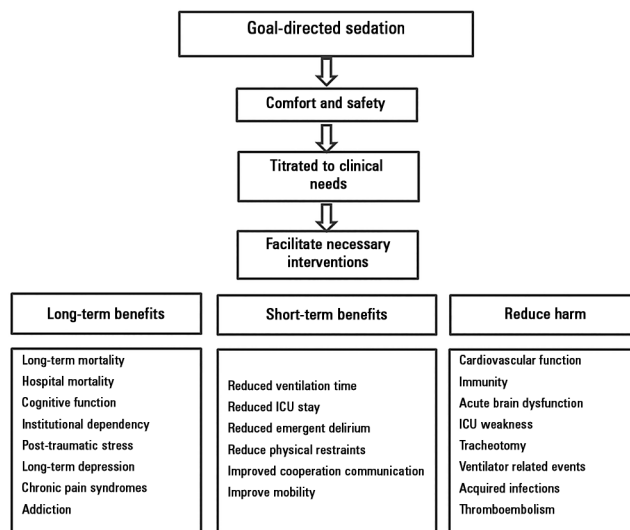 Goal-directed sedation
Comfort and safety
Titrated to clinical
needs
Facilitate necessary
interventions
Long-term benefits
Short-term benefits
Reduce harm
Long-term mortality
Hospital mortality
Cognitive function
Institutional dependency
Post-traumatic stress
Long-term depression
Chronic pain syndromes
Addiction
Reduced ventilation time
Reduced ICU stay
Reduced emergent delirium
Reduce physical restraints
Improved cooperation communication
Improve mobility
Cardiovascular function
Immunity
Acute brain dysfunction
ICU weakness
Tracheotomy
Ventilator related events
Acquired infections
Thromboembolism